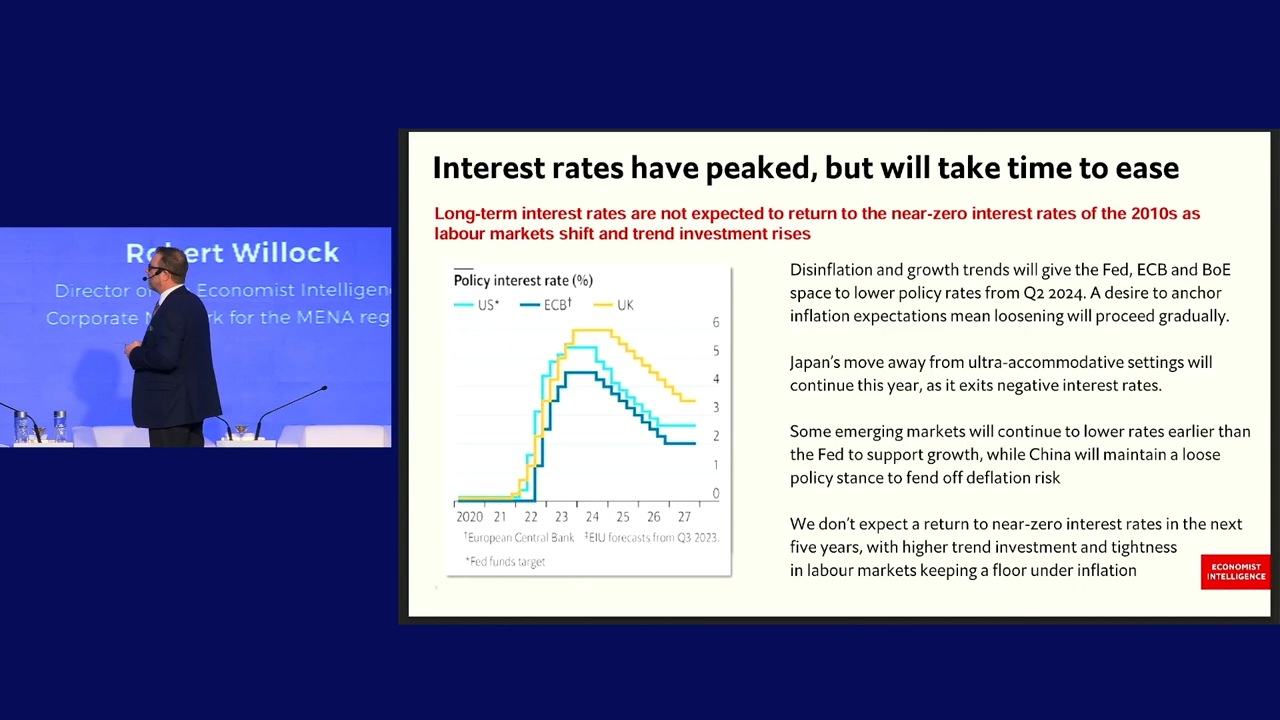 Robert Willock
Director of Economist Intelligen
Corporate rk for the MENA reg
Interest rates have peaked, but will take time to ease
Long-term interest rates are not expected to return to the near-zero interest rates of the 2010s as
labour markets shift and trend investment rises
Policy interest rate (%)
US* ECB† UK
6
5
4
3
2
1
0
2020 21 22 23 24 25 26 27
†European Central Bank ‡EIU forecasts from Q3 2023.
*Fed funds target
Disinflation and growth trends will give the Fed, ECB and BoE
space to lower policy rates from Q2 2024. A desire to anchor
inflation expectations mean loosening will proceed gradually.
Japan's move away from ultra-accommodative settings will
continue this year, as it exits negative interest rates.
Some emerging markets will continue to lower rates earlier than
the Fed to support growth, while China will maintain a loose
policy stance to fend off deflation risk
We don't expect a return to near-zero interest rates in the next
five years, with higher trend investment and tightness
in labour markets keeping a floor under inflation
ECONOMIST
INTELLIGENCE